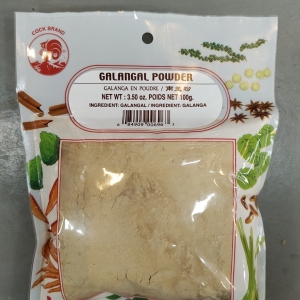 COCK BRAND
GALANGAL POWDER
GALANGA EN POUDRE /
NET WT : 3.50 oz. POIDS NET 100g.
INGREDIENT: GALANGAL / INGREDIENT: GALANGA